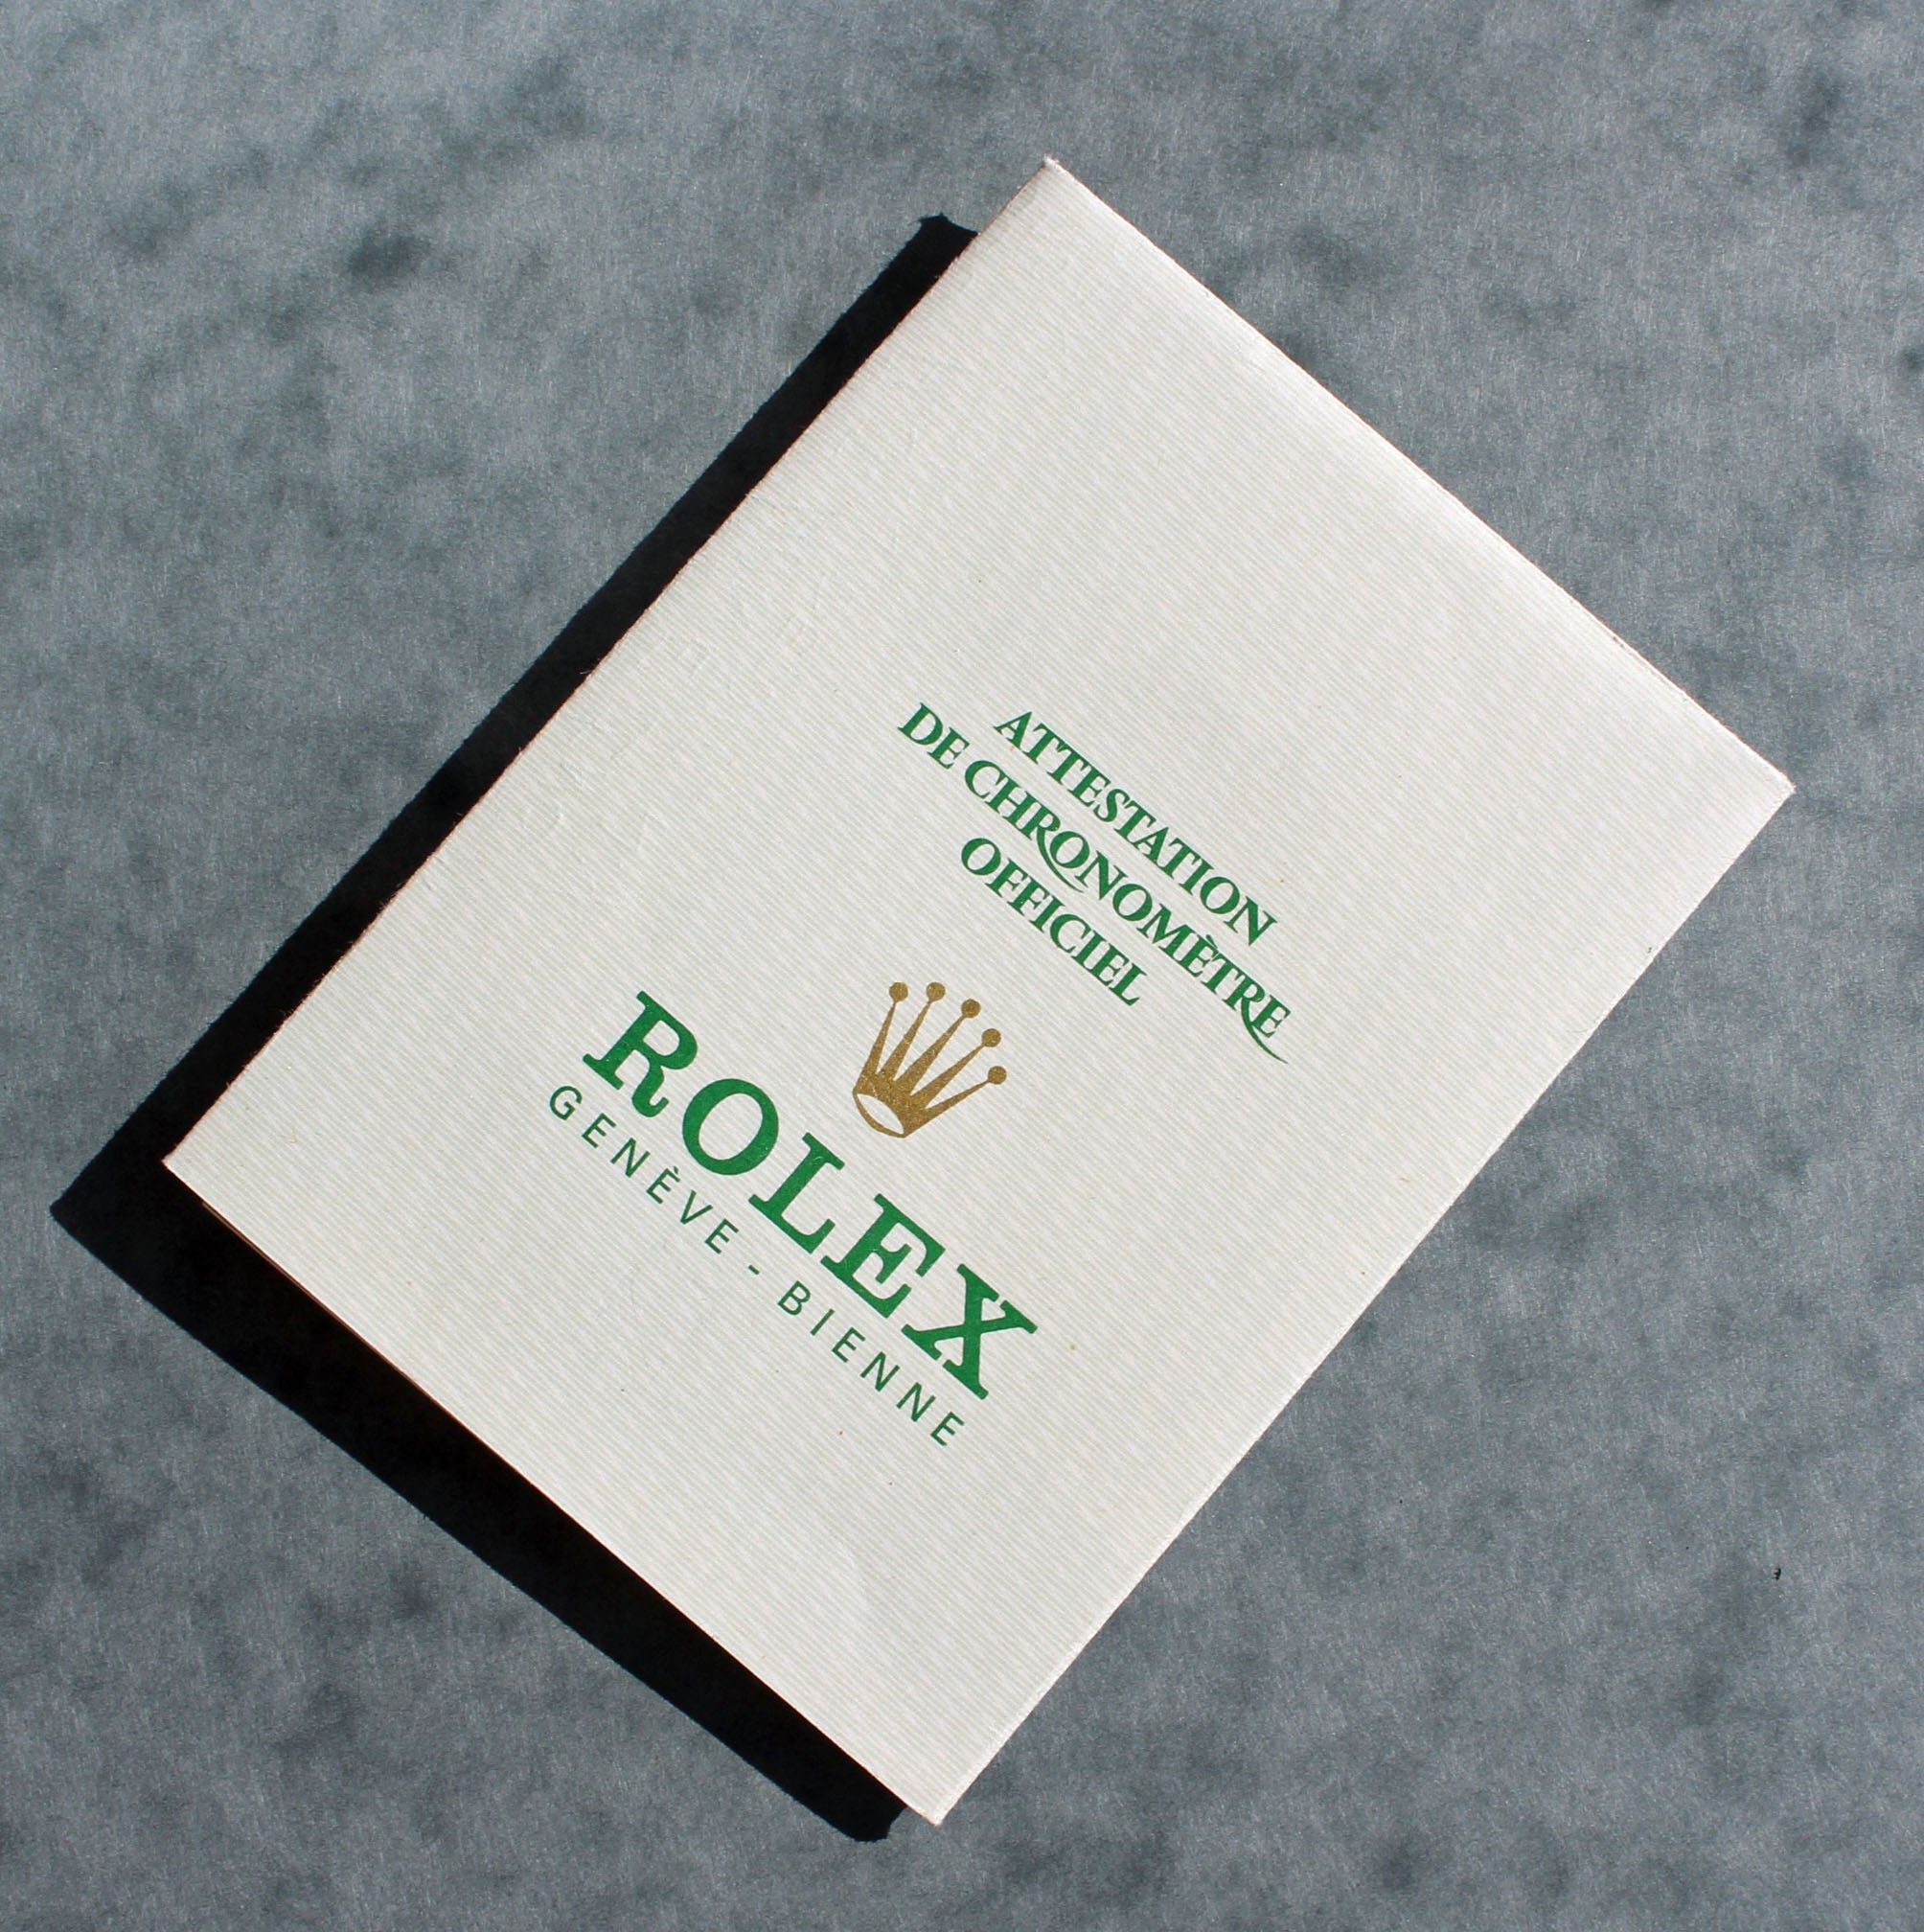 ATTESTATION
DE CHRONOMÈTRE
OFFICIEL
ROLEX
GENÈVE - BIENNE